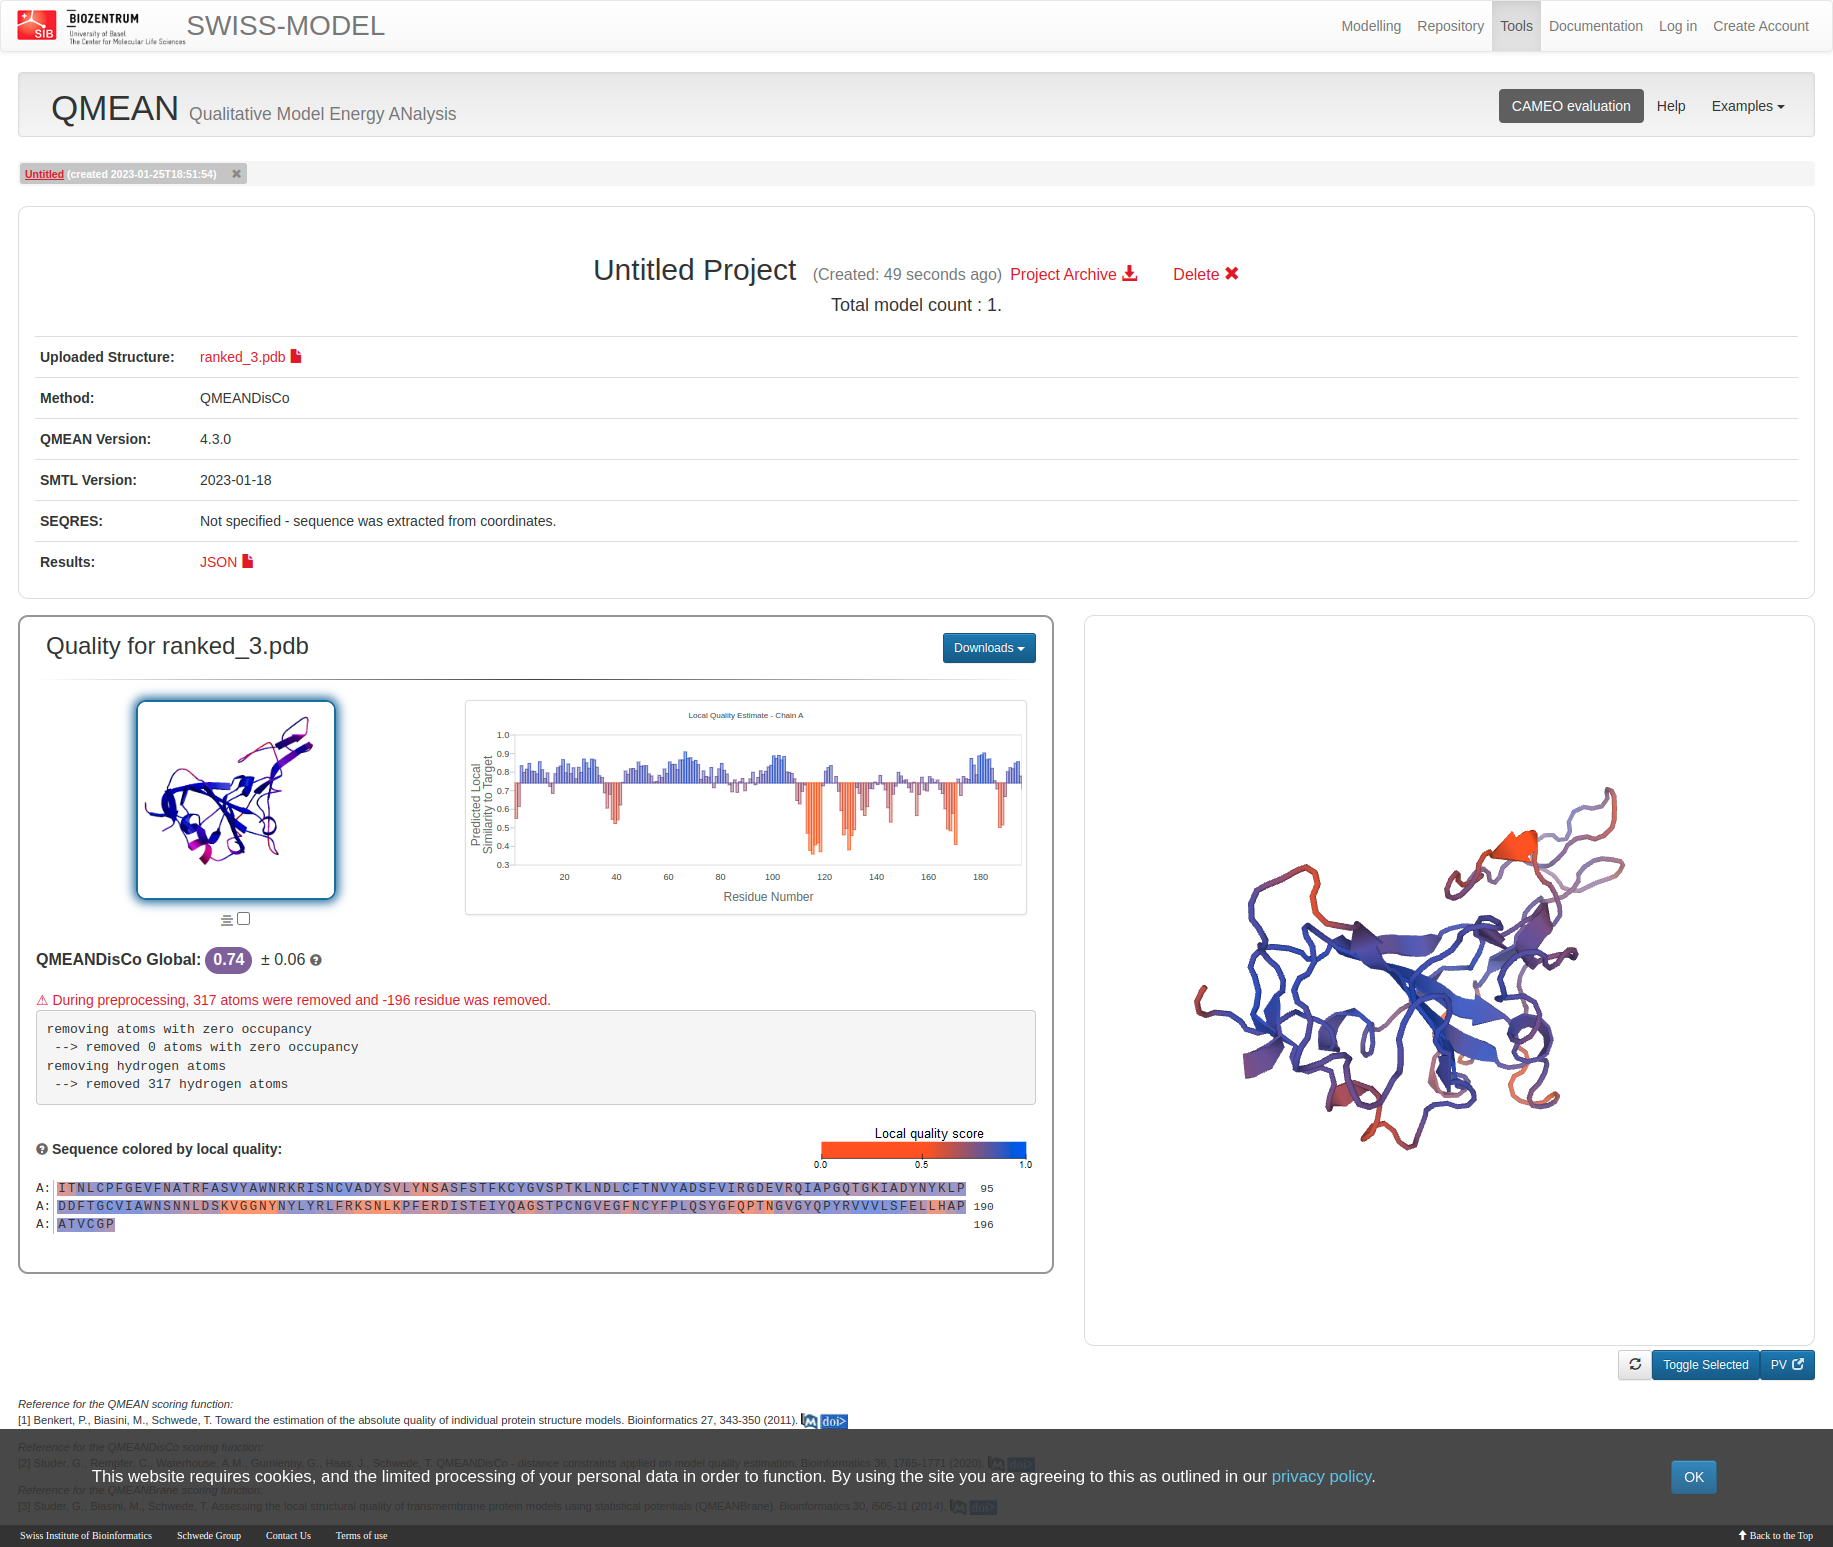 SIB
BIOZENTRUM
University of Basel
The Center for Molecular Life Sciences
SWISS-MODEL
Modelling Repository Tools Documentation Log in Create Account
QMEAN Qualitative Model Energy ANalysis
CAMEO evaluation Help Examples
Untitled (created 2023-01-25T18:51:54) ✖
Untitled Project (Created: 49 seconds ago) Project Archive Delete ✖
Total model count : 1.
Uploaded Structure: ranked_3.pdb
Method: QMEANDisCo
QMEAN Version: 4.3.0
SMTL Version: 2023-01-18
SEQRES: Not specified - sequence was extracted from coordinates.
Results: JSON
Quality for ranked_3.pdb
Downloads
Local Quality Estimate - Chain A
Predicted Local
Similarity to Target
1.0
0.9
0.8
0.7
0.6
0.5
0.4
0.3
20 40 60 80 100 120 140 160 180
Residue Number
QMEANDisCo Global: 0.74 ± 0.06
⚠ During preprocessing, 317 atoms were removed and -196 residue was removed.
removing atoms with zero occupancy
--> removed 0 atoms with zero occupancy
removing hydrogen atoms
--> removed 317 hydrogen atoms
Sequence colored by local quality:
Local quality score
0.0 0.5 1.0
A: ITNLCPFGEVFNATRFASVYAWNRKRISNCVADYSVLYNSASFSTFKCYGVSPTKLNDLCFTNVYADSFVIRGDEVRQIAPGQTGKIADYNYKLP 95
A: DDFTGCVIAWNSNNLDSKVGGNYNYLYRLFRKSNLKPFERDISTEIYQAGSTPCNGVEGFNCYFPLQSYGFQPTNGVGYQPYRVVVLSFELLHAP 190
A: ATVCGP 196
Toggle Selected PV
Reference for the QMEAN scoring function:
[1] Benkert, P., Biasini, M., Schwede, T. Toward the estimation of the absolute quality of individual protein structure models. Bioinformatics 27, 343-350 (2011). M doi>
Reference for the QMEANDisCo scoring function:
[2] Studer, G., Rempfer, C., Waterhouse, A.M., Gumienny, G., Haas, J., Schwede, T. QMEANDisCo - distance constraints applied on model quality estimation. Bioinformatics 36, 1765-1771 (2020). M doi>
This website requires cookies, and the limited processing of your personal data in order to function. By using the site you are agreeing to this as outlined in our privacy policy.
OK
Reference for the QMEANBrane scoring function:
[3] Studer, G., Biasini, M., Schwede, T. Assessing the local structural quality of transmembrane protein models using statistical potentials (QMEANBrane). Bioinformatics 30, i505-11 (2014). M doi>
Swiss Institute of Bioinformatics Schwede Group Contact Us Terms of use
Back to the Top